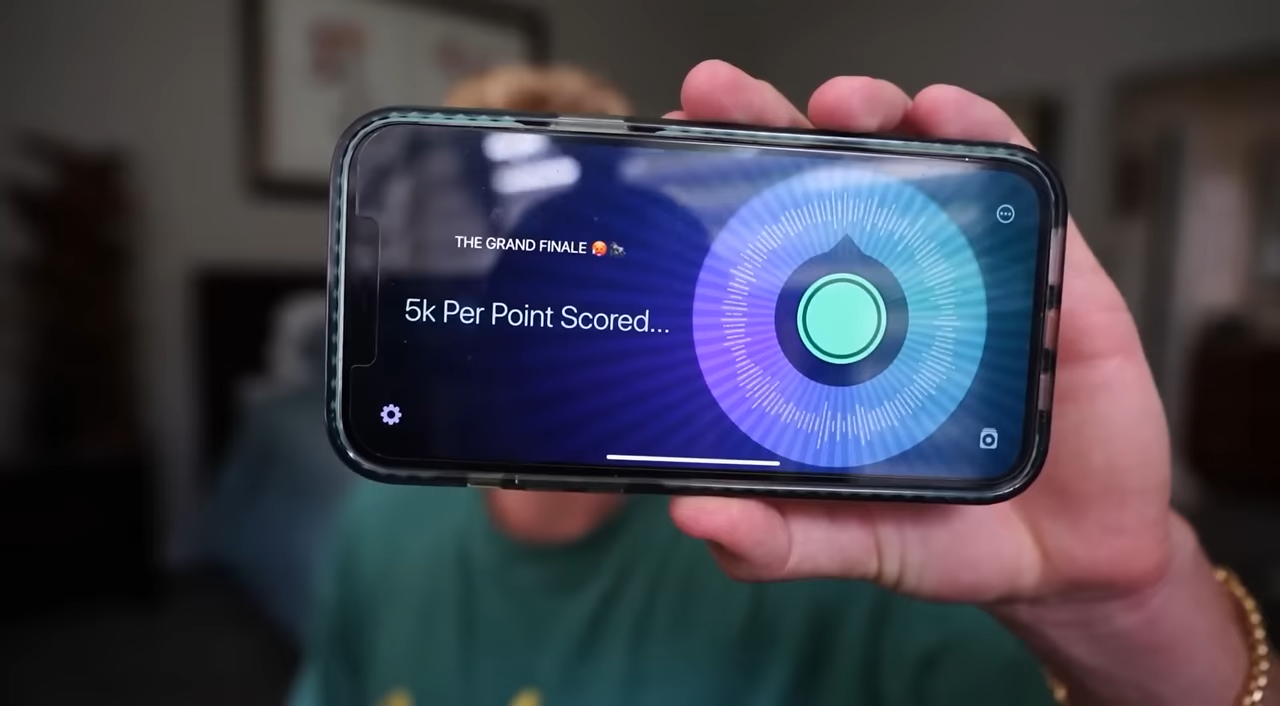 THE GRAND FINALE 🥵🐎
5k Per Point Scored...